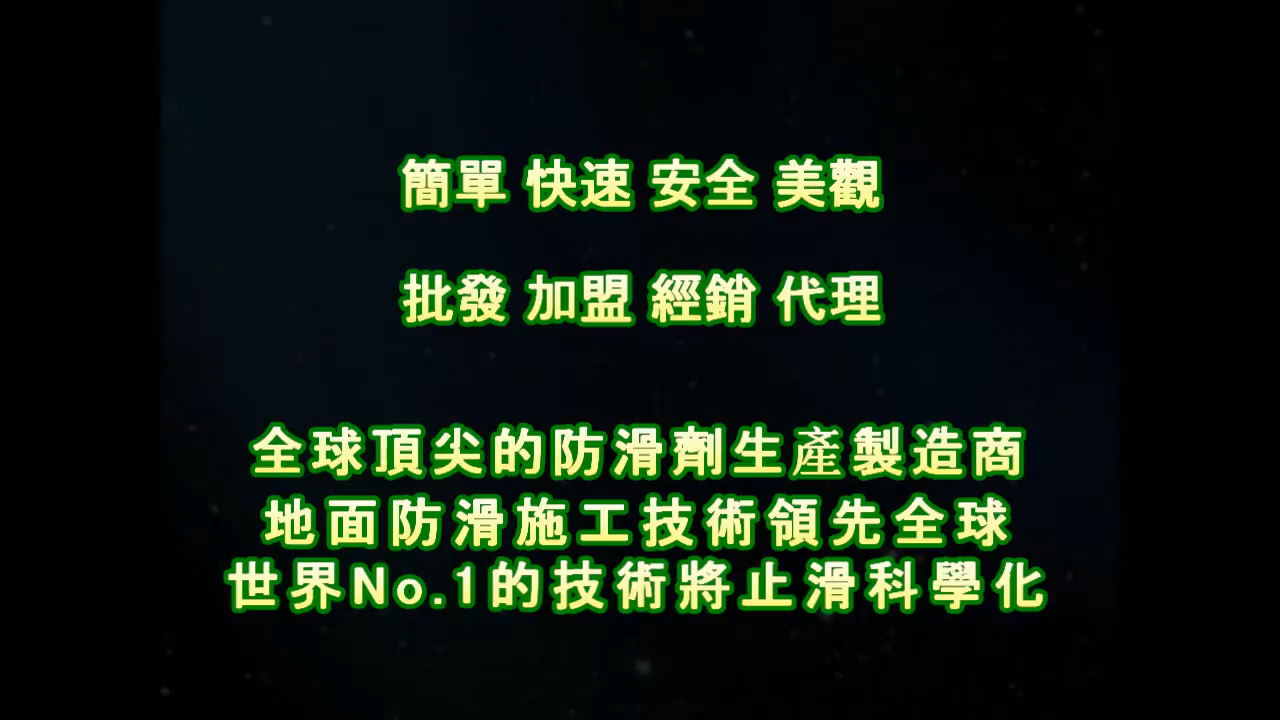 簡單 快速 安全 美觀
批發 加盟 經銷 代理
全球頂尖的防滑劑生產製造商
地面防滑施工技術領先全球
世界No.1的技術將止滑科學化